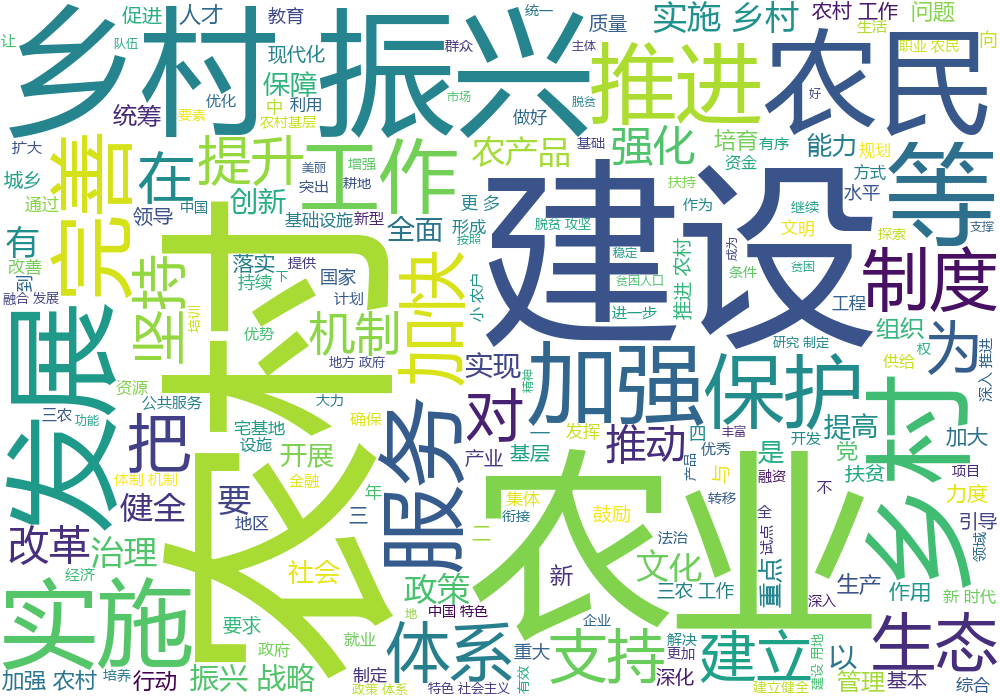 乡村 振兴
农村
建设
农业
农民
推进
等
制度
乡村
发展
实施
完善
在
提升
工作
加快
坚持
机制
服务
加强
保护
把
对
体系
支持
建立
生态
为
强化
农产品
创新
全面
保障
统筹
促进
人才
教育
现代化
优化
中
利用
农村基层
要素
扩大
城乡
通过
领导
中国
有
改善
到
融合 发展
落实
持续
下
提供
国家
计划
优势
培训
基础设施
新型
美丽
突出
增强
耕地
形成
按照
更 多
小 农户
实现
地方 政府
大力
确保
宅基地
设施
公共服务
资源
三农
功能
体制 机制
健全
要
开展
金融
年
三
地区
改革
治理
经济
社会
要求
政府
就业
振兴 战略
制定
加强 农村
培养
行动
政策 体系
政策
地
中国 特色
特色 社会主义
有效
重大
企业
产业
精神
一
基层
集体
衔接
二
新
发挥
鼓励
推动
四
产品
优秀
丰富
与
转移
法治
文化
三农 工作
解决
更加
深化
建立健全
建设 用地
以
管理
基本
综合
新 时代
作用
生产
深入
重点
试点
全
融资
不
开发
是
党
扶贫
提高
加大
项目
力度
引导
领域
深入 推进
权
供给
组织
研究 制定
工程
进一步
推进 农村
贫困人口
稳定
脱贫 攻坚
作为
扶持
条件
成为
贫困
文明
继续
探索
支撑
水平
方式
规划
能力
有序
培育
资金
基础
做好
脱贫
市场
主体
群众
统一
质量
实施 乡村
农村 工作
问题
生活
职业 农民
向
好
让
队伍